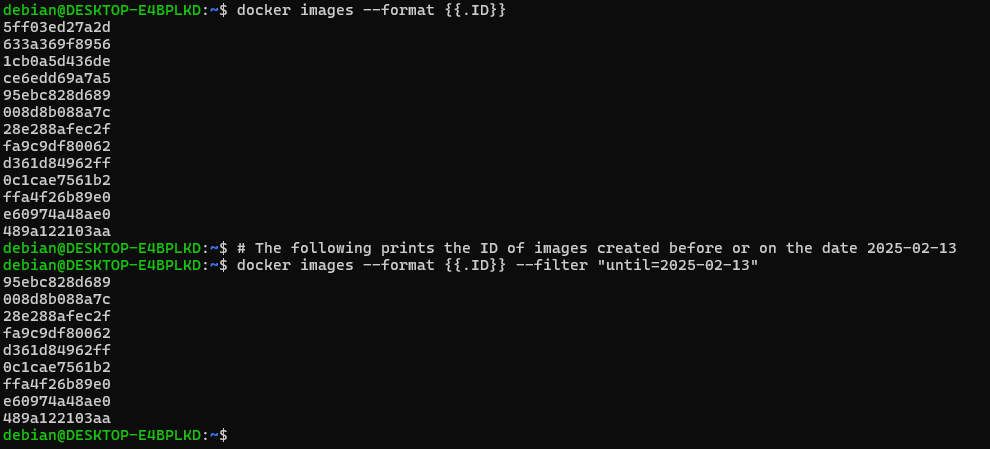 debian@DESKTOP-E4BPLKD:~$ docker images --format {{.ID}}
5ff03ed27a2d
633a369f8956
1cb0a5d436de
ce6edd69a7a5
95ebc828d689
008d8b088a7c
28e288afec2f
fa9c9df80062
d361d84962ff
0c1cae7561b2
ffa4f26b89e0
e60974a48ae0
489a122103aa
debian@DESKTOP-E4BPLKD:~$ # The following prints the ID of images created before or on the date 2025-02-13
debian@DESKTOP-E4BPLKD:~$ docker images --format {{.ID}} --filter "until=2025-02-13"
95ebc828d689
008d8b088a7c
28e288afec2f
fa9c9df80062
d361d84962ff
0c1cae7561b2
ffa4f26b89e0
e60974a48ae0
489a122103aa
debian@DESKTOP-E4BPLKD:~$